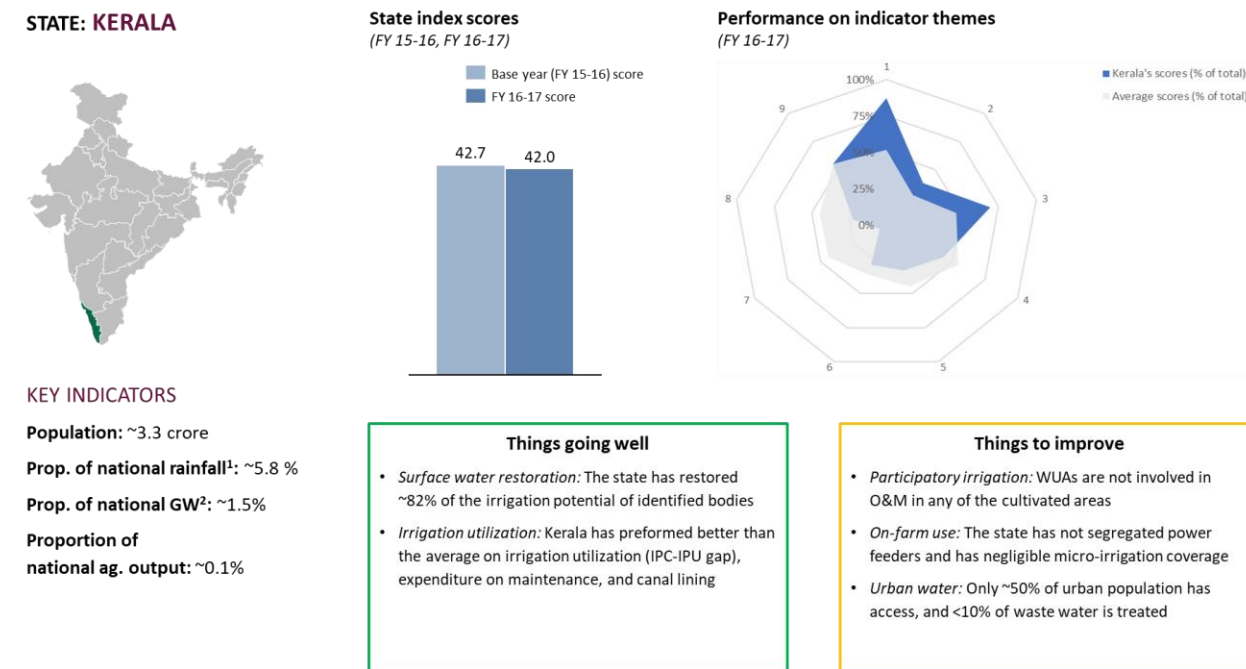 STATE: KERALA
State index scores
(FY 15-16, FY 16-17)
Base year (FY 15-16) score
FY 16-17 score
42.7
42.0
Performance on indicator themes
(FY 16-17)
Kerala's scores (% of total)
Average scores (% of total)
1
2
3
4
5
6
7
8
9
100%
75%
50%
25%
0%
KEY INDICATORS
Population: ~3.3 crore
Prop. of national rainfall¹: ~5.8 %
Prop. of national GW²: ~1.5%
Proportion of
national ag. output: ~0.1%
Things going well
• Surface water restoration: The state has restored
~82% of the irrigation potential of identified bodies
• Irrigation utilization: Kerala has preformed better than
the average on irrigation utilization (IPC-IPU gap),
expenditure on maintenance, and canal lining
Things to improve
• Participatory irrigation: WUAs are not involved in
O&M in any of the cultivated areas
• On-farm use: The state has not segregated power
feeders and has negligible micro-irrigation coverage
• Urban water: Only ~50% of urban population has
access, and <10% of waste water is treated